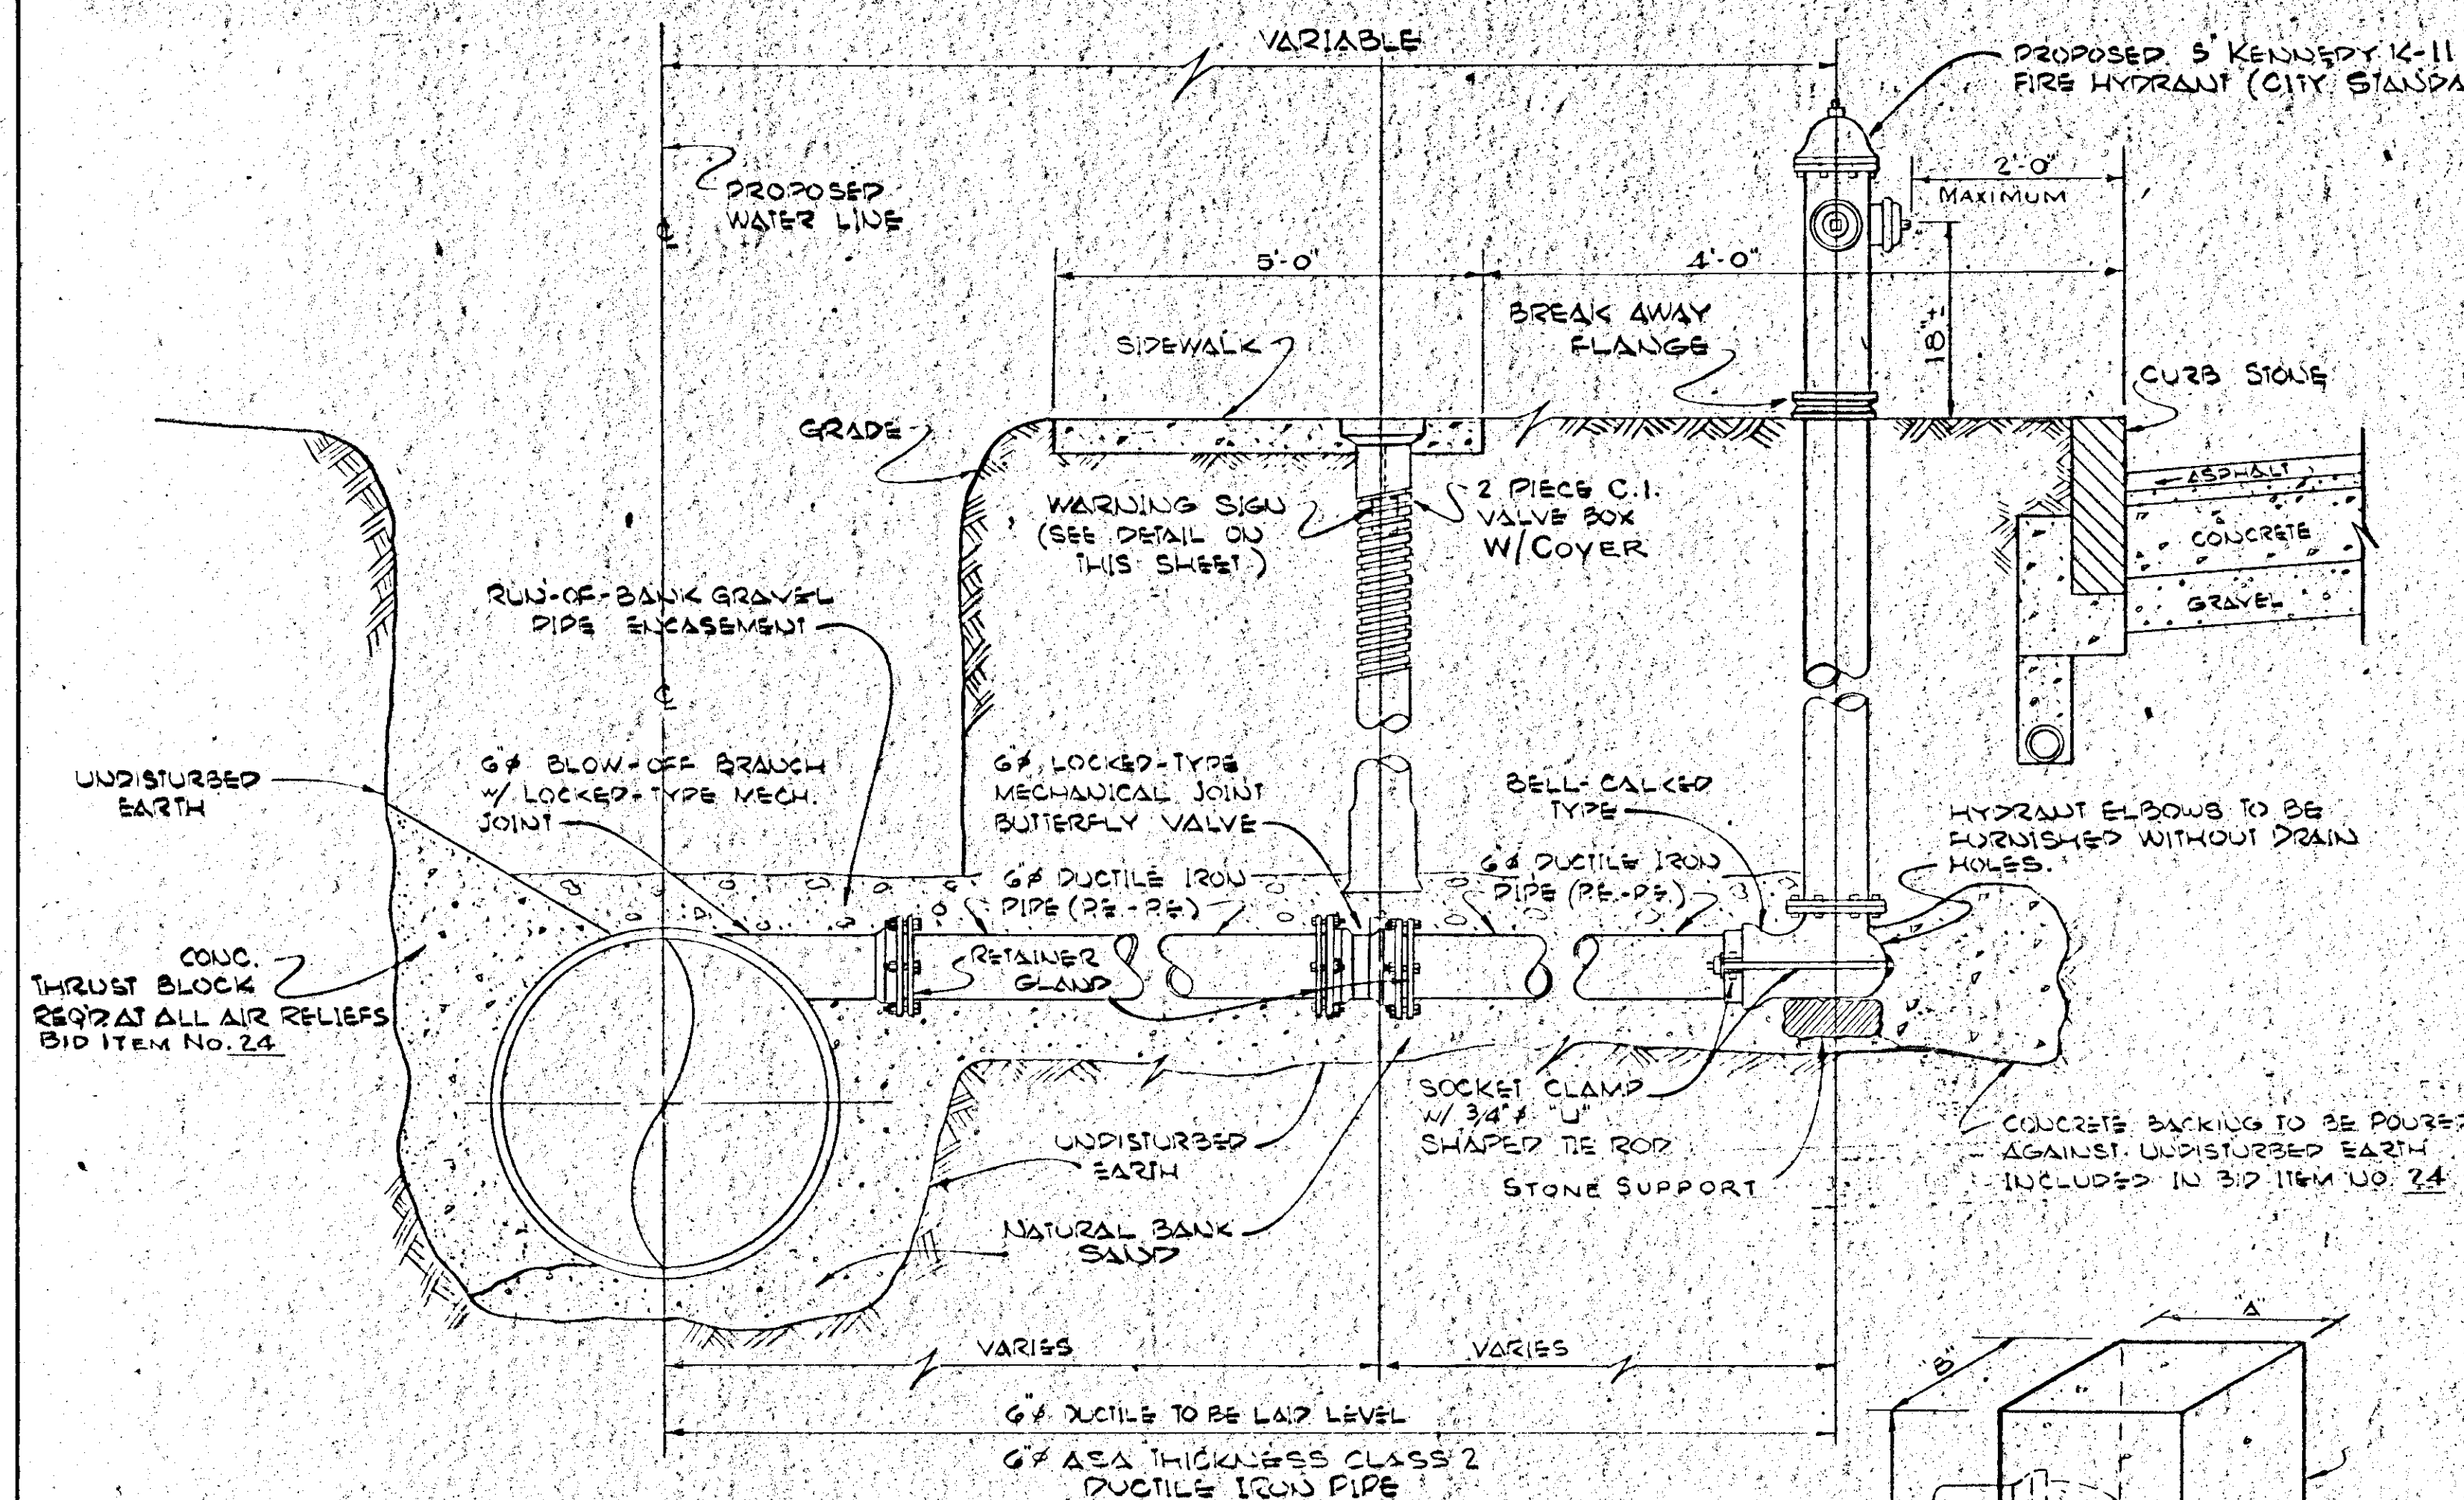 VARIABLE
PROPOSED 5" KENNEDY K-11
FIRE HYDRANT (CITY STANDA
PROPOSED
WATER LINE
2'-0"
MAXIMUM
5'-0"
4'-0"
18"±
BREAK AWAY
FLANGE
SIDEWALK
CURB STONE
GRADE
ASPHALT
CONCRETE
GRAVEL
WARNING SIGN
(SEE DETAIL ON
THIS SHEET)
2 PIECE C.I.
VALVE BOX
W/COVER
RUN-OF-BANK GRAVEL
PIPE ENCASEMENT
UNDISTURBED
EARTH
6"ø BLOW-OFF BRANCH
W/ LOCKED-TYPE MECH.
JOINT
6"ø LOCKED-TYPE
MECHANICAL JOINT
BUTTERFLY VALVE
BELL-CALKED
TYPE
HYDRANT ELBOWS TO BE
FURNISHED WITHOUT DRAIN
HOLES.
6"ø DUCTILE IRON
PIPE (P.E.-P.E.)
6"ø DUCTILE IRON
PIPE (P.E.-P.E.)
RETAINER
GLAND
CONC.
THRUST BLOCK
REQ'D AT ALL AIR RELIEFS
BID ITEM No. 24
SOCKET CLAMP
W/ 3/4"ø "U"
SHAPED TIE ROD
STONE SUPPORT
CONCRETE BACKING TO BE POURED
AGAINST UNDISTURBED EARTH
INCLUDED IN BID ITEM NO. 24
UNDISTURBED
EARTH
NATURAL BANK
SAND
VARIES
VARIES
6"ø DUCTILE TO BE LAID LEVEL
6"ø ASA THICKNESS CLASS 2
DUCTILE IRON PIPE
"A"
"B"
℄
℄